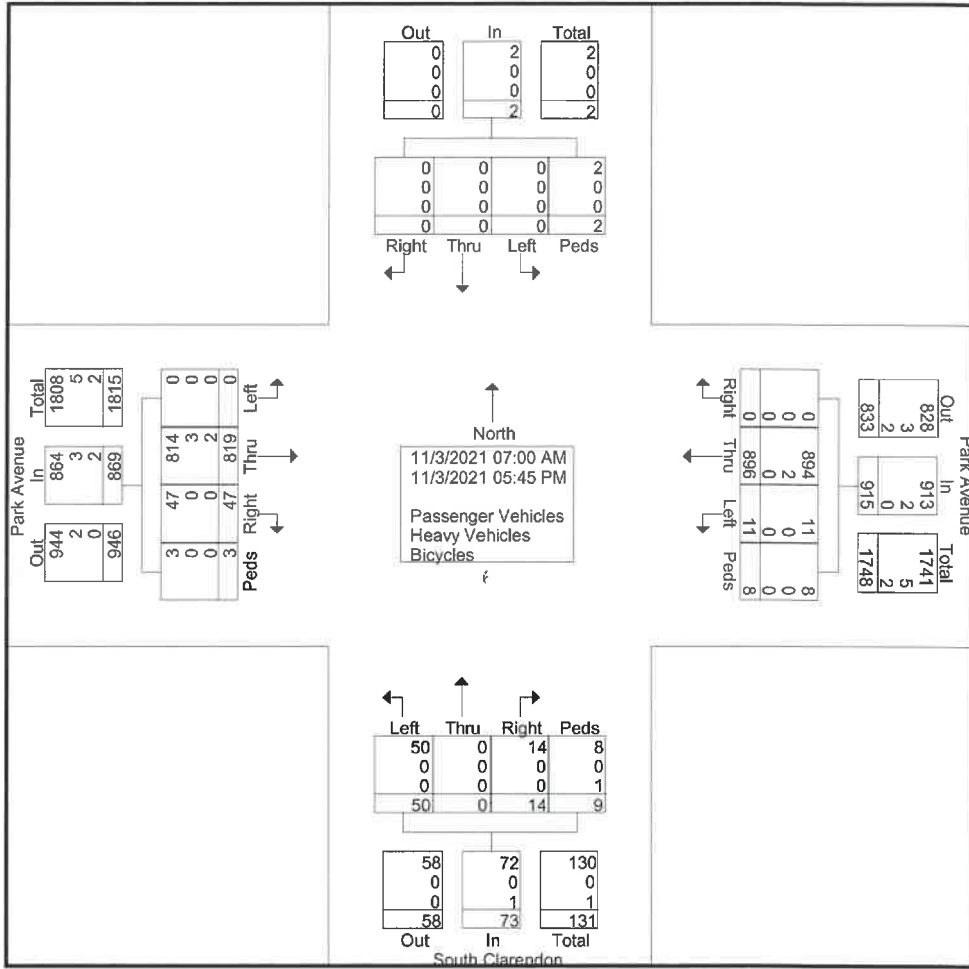 Out In Total
0 2 2
0 0 0
0 0 0
0 2 2
0 0 0 2
0 0 0 0
0 0 0 0
0 0 0 2
Right Thru Left Peds
Park Avenue
Total
1808 5 2 1815
In
864 3 2 869
Out
944 2 0 946
Left
0 0 0 0
Thru
814 3 2 819
Right
47 0 0 47
Peds
3 0 0 3
North
11/3/2021 07:00 AM
11/3/2021 05:45 PM
Passenger Vehicles
Heavy Vehicles
Bicycles
Right
0 0 0 0
Thru
894 2 0 896
Left
11 0 0 11
Peds
8 0 0 8
Out
828 3 2 833
In
913 2 0 915
Total
1741 5 2 1748
Park Avenue
Left Thru Right Peds
50 0 14 8
0 0 0 0
0 0 0 1
50 0 14 9
58 72 130
0 0 0
0 1 1
58 73 131
Out In Total
South Clarendon